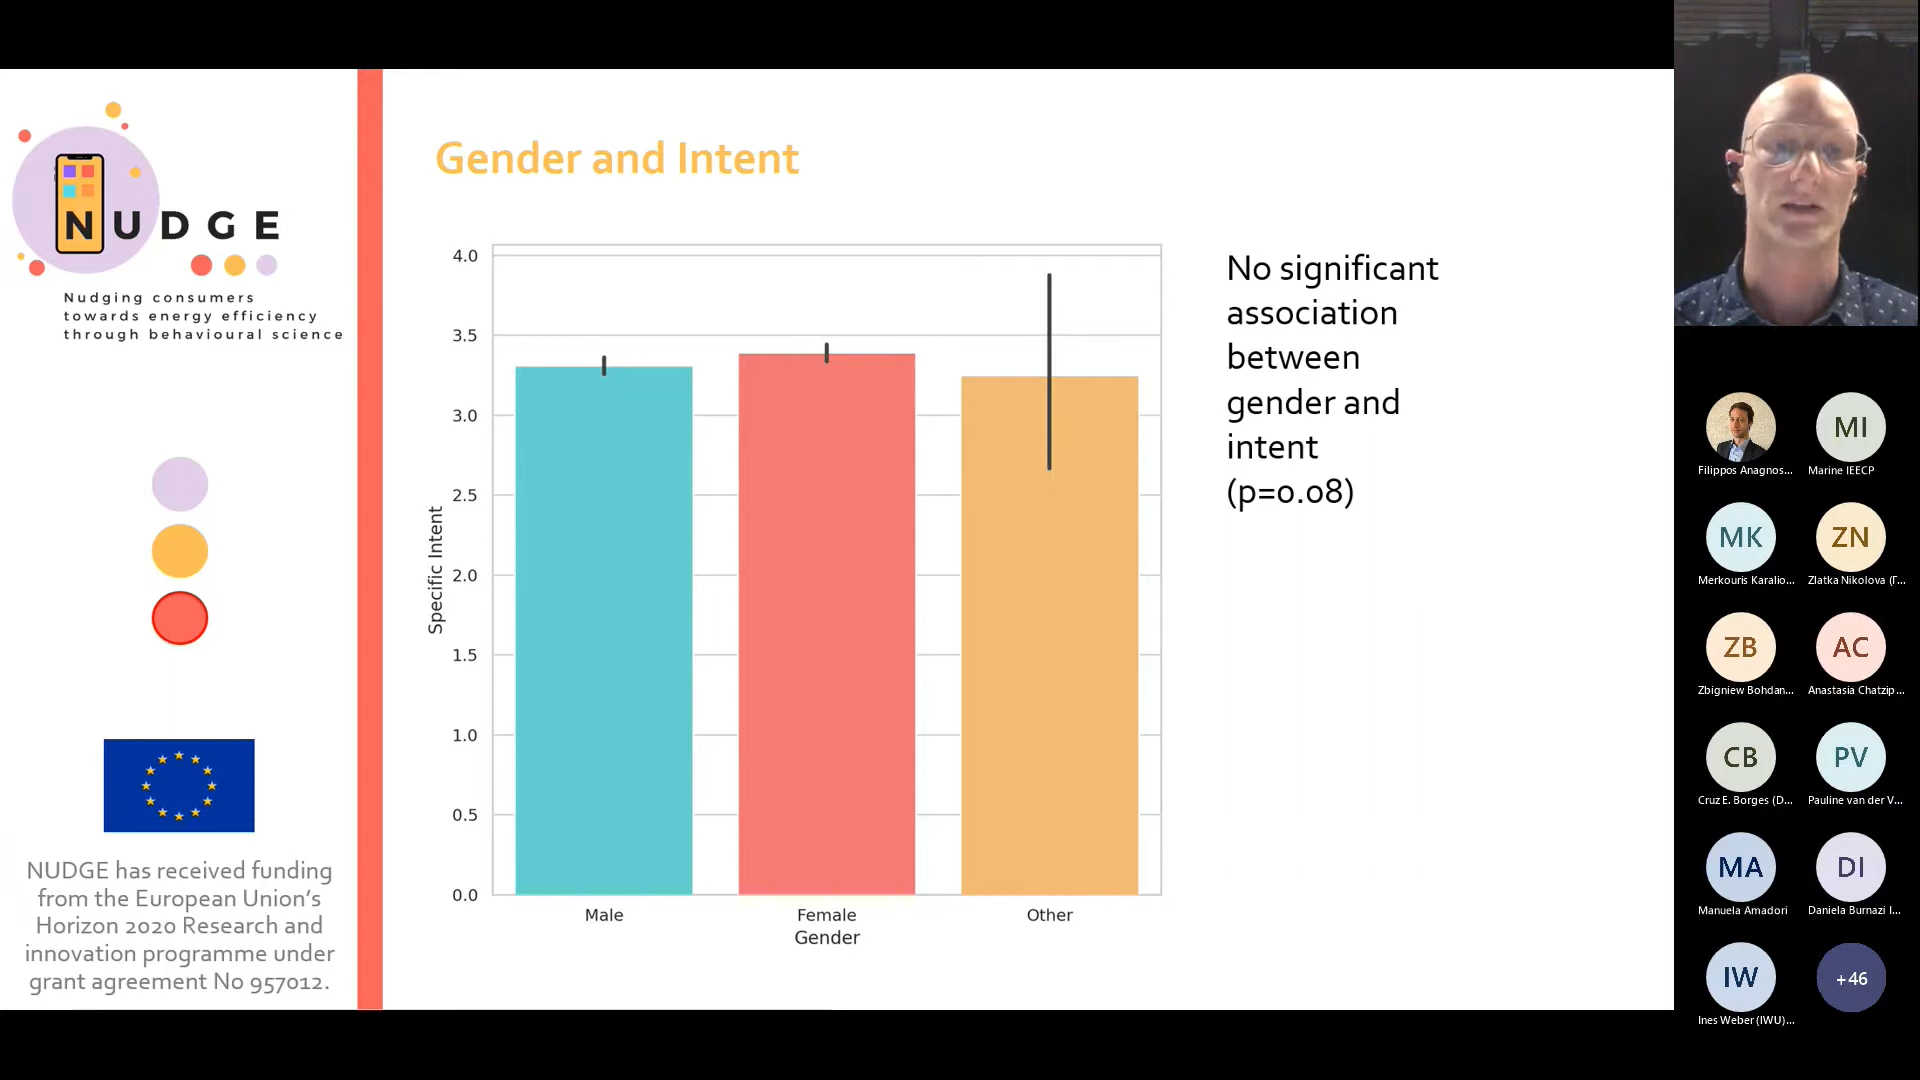 NUDGE
Nudging consumers
towards energy efficiency
through behavioural science
NUDGE has received funding
from the European Union’s
Horizon 2020 Research and
innovation programme under
grant agreement No 957012.
Gender and Intent
4.0
3.5
3.0
2.5
2.0
1.5
1.0
0.5
0.0
Specific Intent
Male
Female
Other
Gender
No significant
association
between
gender and
intent
(p=0.08)
Filippos Anagnos...
MI
Marine IEECP
MK
Merkouris Karalio...
ZN
Zlatka Nikolova (Γ...
ZB
Zbigniew Bohdan...
AC
Anastasia Chatzip...
CB
Cruz E. Borges (D...
PV
Pauline van der V...
MA
Manuela Amadori
DI
Daniela Burnazi I...
IW
Ines Weber (IWU)...
+46